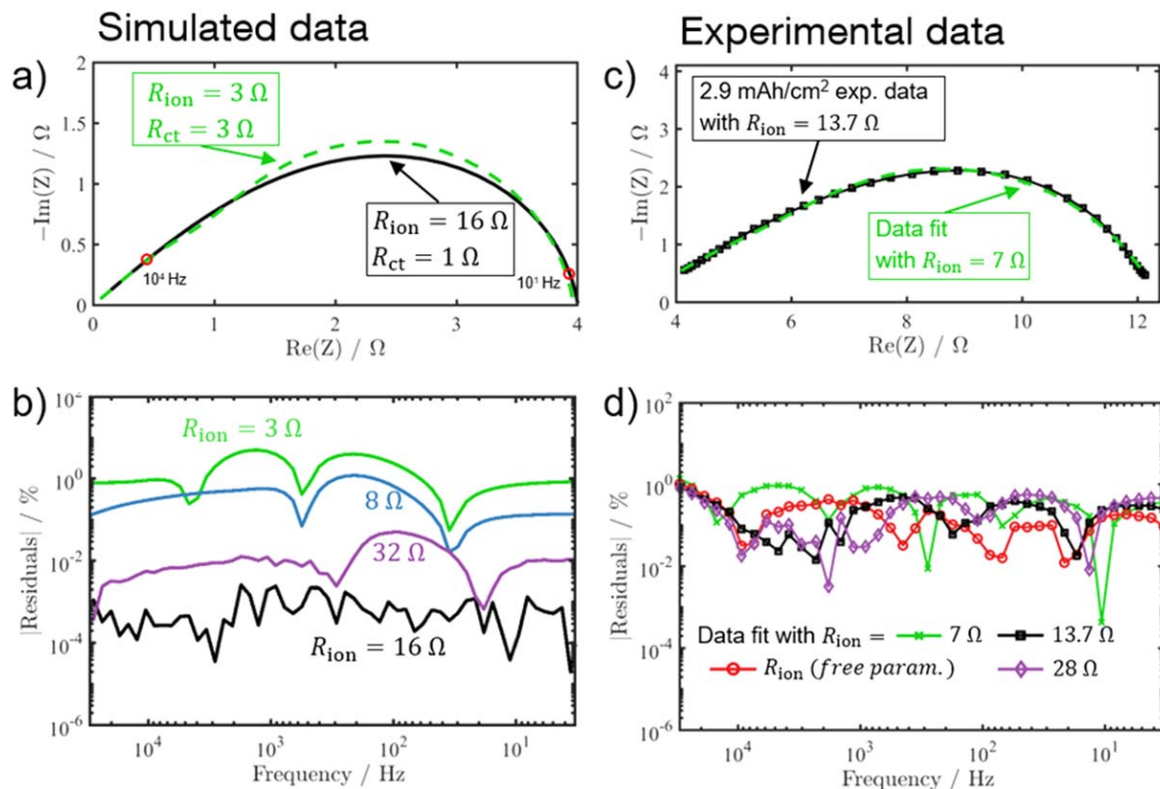 Simulated data
Experimental data
a)
2
1.5
1
0.5
0
−Im(Z) / Ω
R_ion = 3 Ω
R_ct = 3 Ω
R_ion = 16 Ω
R_ct = 1 Ω
10⁴ Hz
10¹ Hz
0 1 2 3 4
Re(Z) / Ω
c)
4
3
2
1
0
−Im(Z) / Ω
2.9 mAh/cm² exp. data
with R_ion = 13.7 Ω
Data fit
with R_ion = 7 Ω
4 6 8 10 12
Re(Z) / Ω
b)
10²
10⁰
10⁻²
10⁻⁴
10⁻⁶
|Residuals| / %
R_ion = 3 Ω
8 Ω
32 Ω
R_ion = 16 Ω
10⁴ 10³ 10² 10¹
Frequency / Hz
d)
10²
10⁰
10⁻²
10⁻⁴
10⁻⁶
|Residuals| / %
Data fit with R_ion = 7 Ω 13.7 Ω
R_ion (free param.) 28 Ω
10⁴ 10³ 10² 10¹
Frequency / Hz